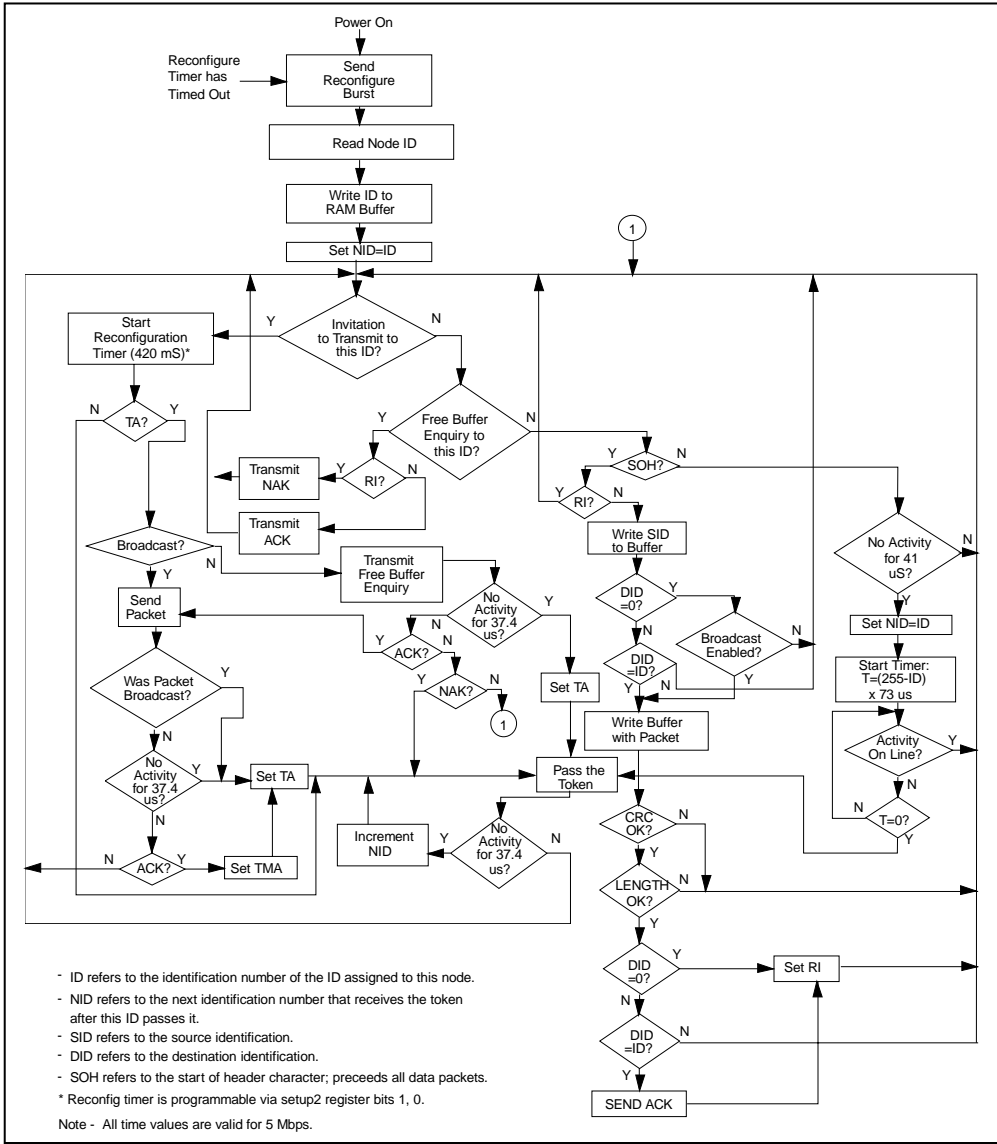 Power On
Reconfigure
Timer has
Timed Out
Send
Reconfigure
Burst
Read Node ID
Write ID to
RAM Buffer
Set NID=ID
1
Start
Reconfiguration
Timer (420 mS)*
Y
Invitation
to Transmit to
this ID?
N
N
TA?
Y
Y
Free Buffer
Enquiry to
this ID?
N
Transmit
NAK
Y
RI?
N
Transmit
ACK
Y
SOH?
N
Y
RI?
N
Write SID
to Buffer
No Activity
for 41
uS?
N
Y
Broadcast?
N
Y
Transmit
Free Buffer
Enquiry
Send
Packet
No
Activity
for 37.4
us?
N
Y
DID
=0?
Y
N
Broadcast
Enabled?
N
Y
Set NID=ID
Y
ACK?
N
DID
=ID?
Y
Start Timer:
T=(255-ID)
x 73 us
Was Packet
Broadcast?
Y
N
Y
NAK?
N
1
Set TA
Write Buffer
with Packet
Activity
On Line?
Y
N
No
Activity
for 37.4
us?
Y
N
Set TA
Pass the
Token
N
T=0?
Y
Increment
NID
Y
No
Activity
for 37.4
us?
N
CRC
OK?
N
Y
N
ACK?
Y
Set TMA
LENGTH
OK?
N
Y
DID
=0?
Y
N
Set RI
DID
=ID?
N
Y
SEND ACK
- ID refers to the identification number of the ID assigned to this node.
- NID refers to the next identification number that receives the token
after this ID passes it.
- SID refers to the source identification.
- DID refers to the destination identification.
- SOH refers to the start of header character; preceeds all data packets.
* Reconfig timer is programmable via setup2 register bits 1, 0.
Note - All time values are valid for 5 Mbps.